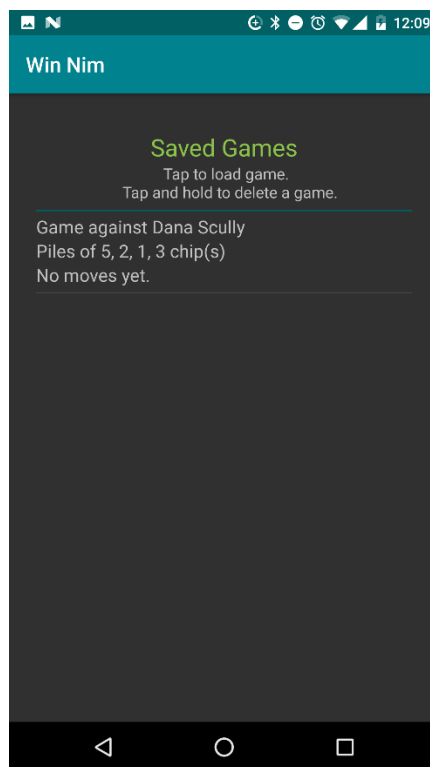 12:09
Win Nim
Saved Games
Tap to load game.
Tap and hold to delete a game.
Game against Dana Scully
Piles of 5, 2, 1, 3 chip(s)
No moves yet.